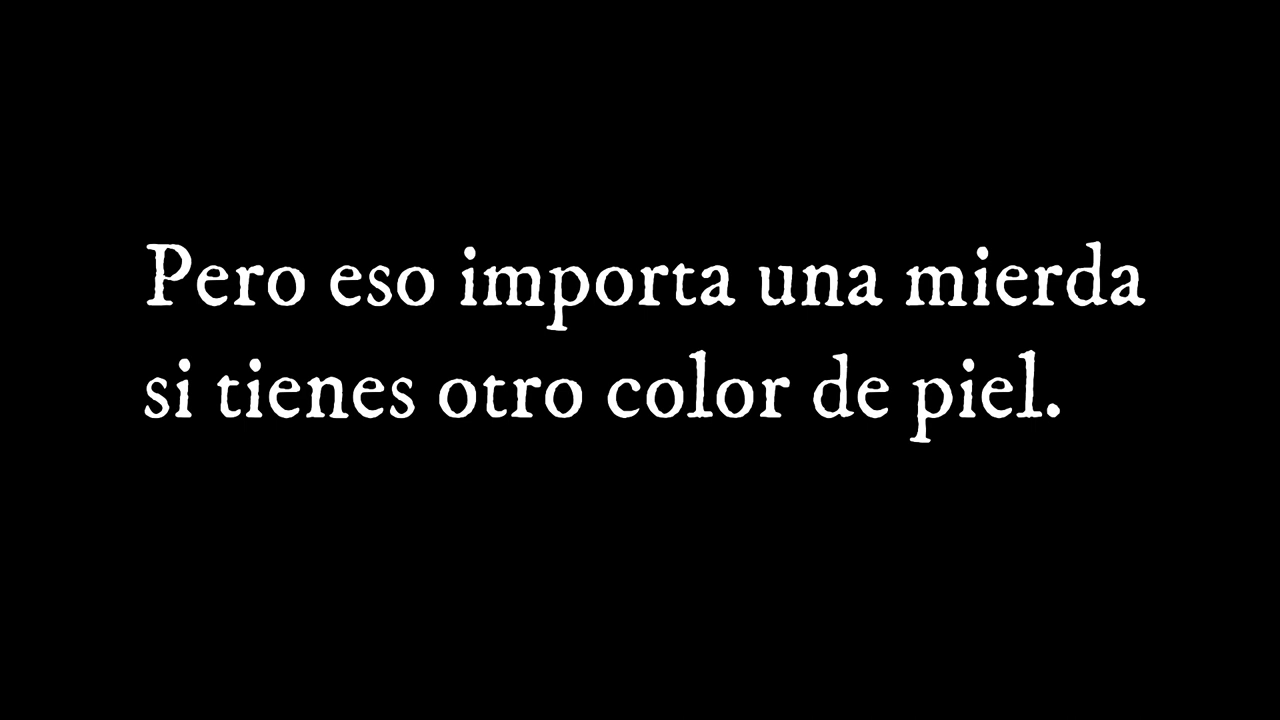 Pero eso importa una mierda
si tienes otro color de piel.